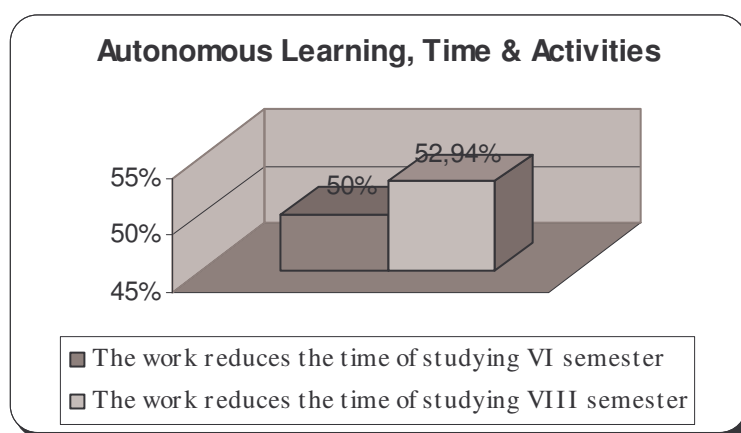 Autonomous Learning, Time & Activities
52,94%
50%
55%
50%
45%
The work reduces the time of studying VI semester
The work reduces the time of studying VIII semester